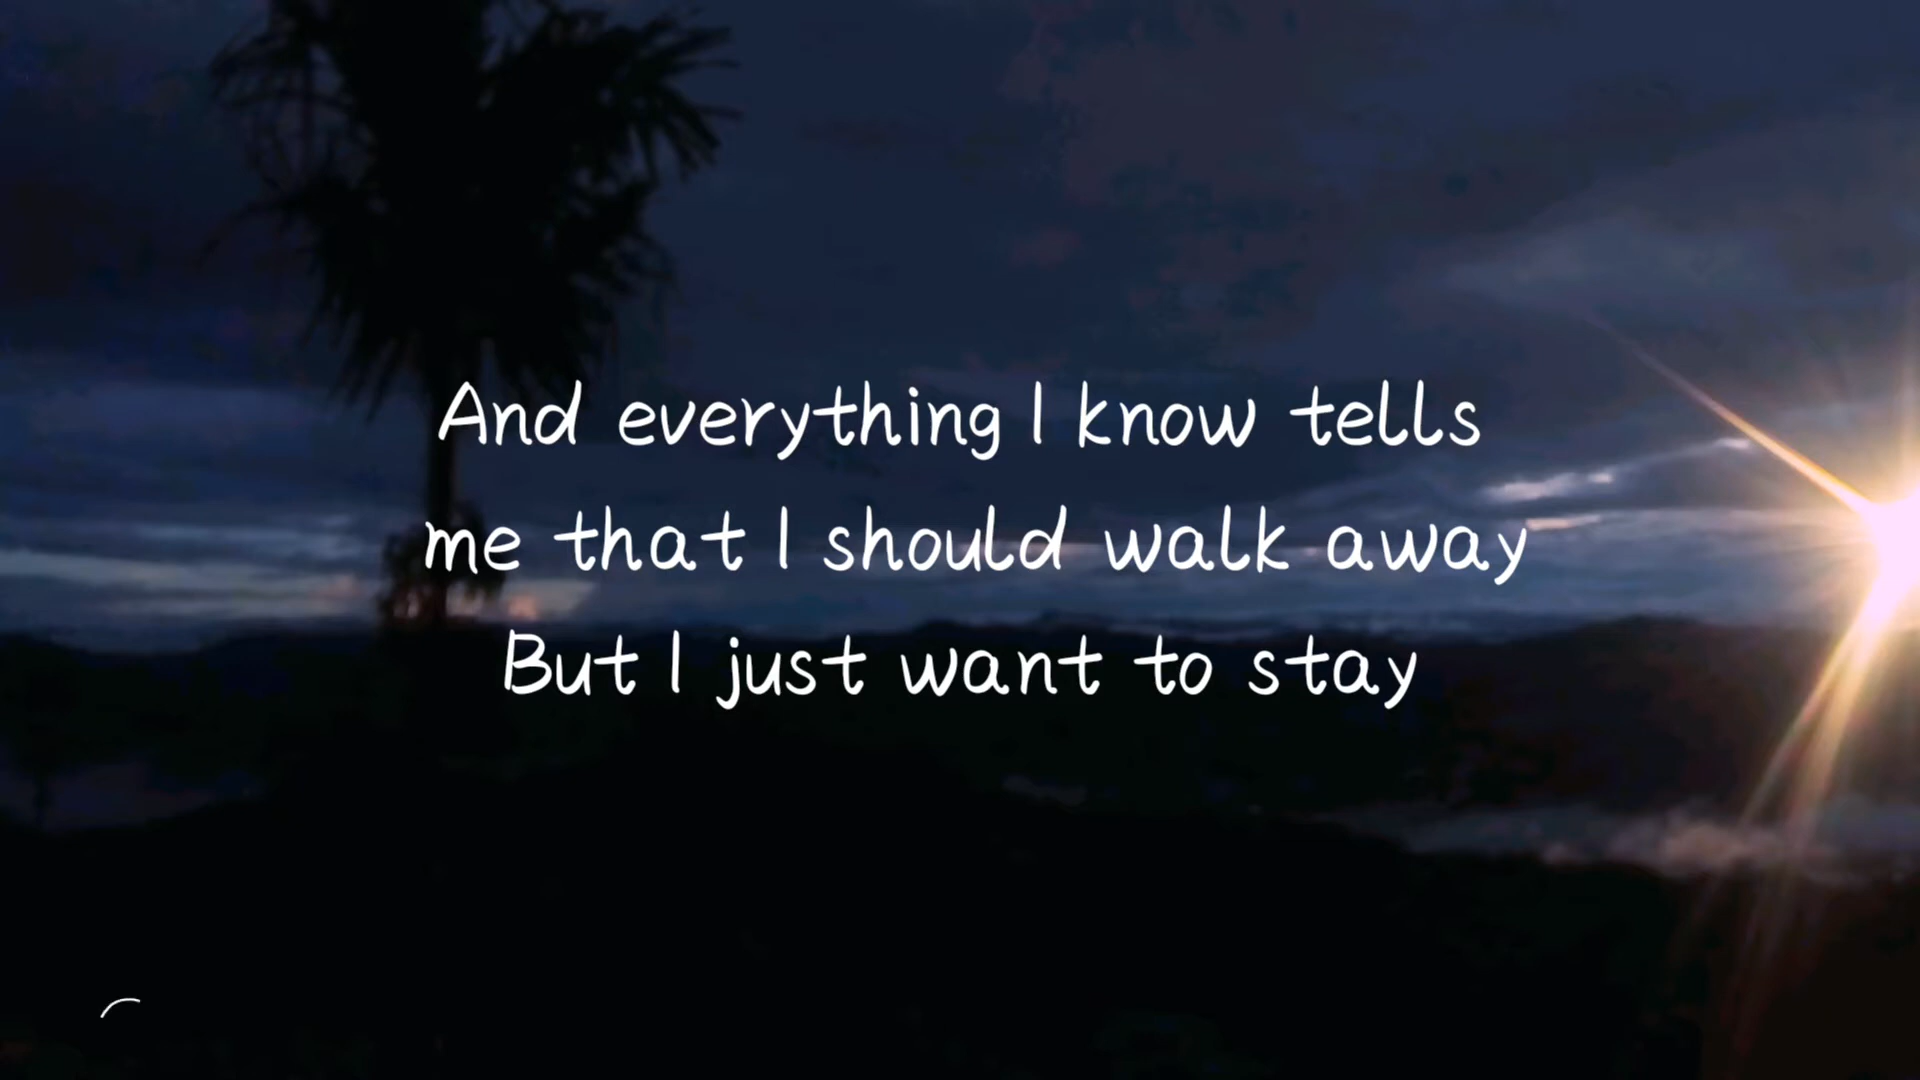 And everything I know tells
me that I should walk away
But I just want to stay